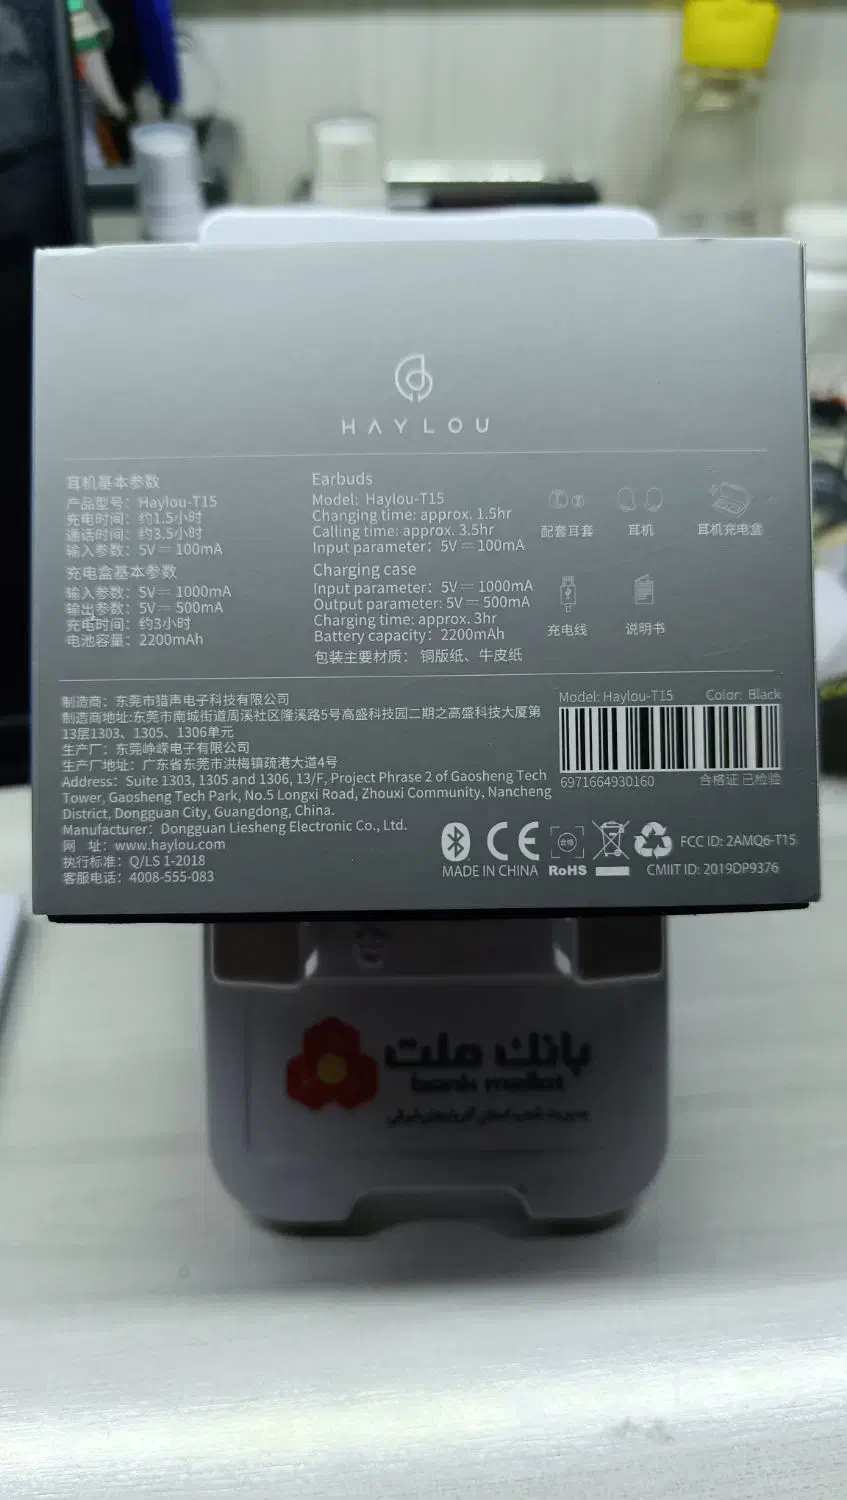 HAYLOU
耳机基本参数
产品型号：Haylou-T15
充电时间：约1.5小时
通话时间：约3.5小时
输入参数：5V⎓100mA
充电盒基本参数
输入参数：5V⎓1000mA
输出参数：5V⎓500mA
充电时间：约3小时
电池容量：2200mAh
Earbuds
Model: Haylou-T15
Changing time: approx. 1.5hr
Calling time: approx. 3.5hr
Input parameter: 5V⎓100mA
Charging case
Input parameter: 5V⎓1000mA
Output parameter: 5V⎓500mA
Charging time: approx. 3hr
Battery capacity: 2200mAh
包装主要材质： 铜版纸、牛皮纸
配套耳套 耳机 耳机充电盒
充电线 说明书
制造商：东莞市猎声电子科技有限公司
制造商地址:东莞市南城街道周溪社区隆溪路5号高盛科技园二期之高盛科技大厦第
13层1303、1305、1306单元
生产厂：东莞峥嵘电子有限公司
生产厂地址：广东省东莞市洪梅镇疏港大道4号
Address: Suite 1303, 1305 and 1306, 13/F, Project Phrase 2 of Gaosheng Tech
Tower, Gaosheng Tech Park, No.5 Longxi Road, Zhouxi Community, Nancheng
District, Dongguan City, Guangdong, China.
Manufacturer: Dongguan Liesheng Electronic Co., Ltd.
网 址：www.haylou.com
执行标准：Q/LS 1-2018
客服电话：4008-555-083
Model: Haylou-T15 Color: Black
6971664930160 合格证 已检验
CE 合格 FCC ID: 2AMQ6-T15
MADE IN CHINA RoHS CMIIT ID: 2019DP9376
بانک ملت
bank mellat
مدیریت شعب استان آذربایجان شرقی